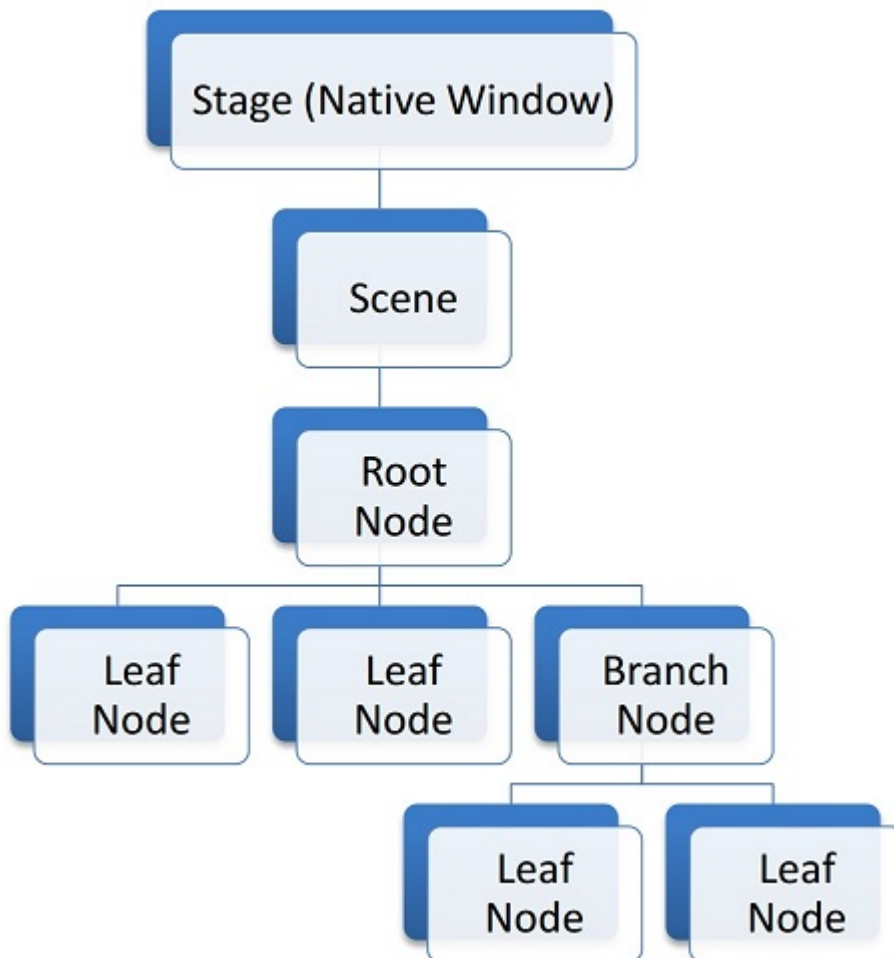 Stage (Native Window)
Scene
Root
Node
Leaf
Node
Leaf
Node
Branch
Node
Leaf
Node
Leaf
Node